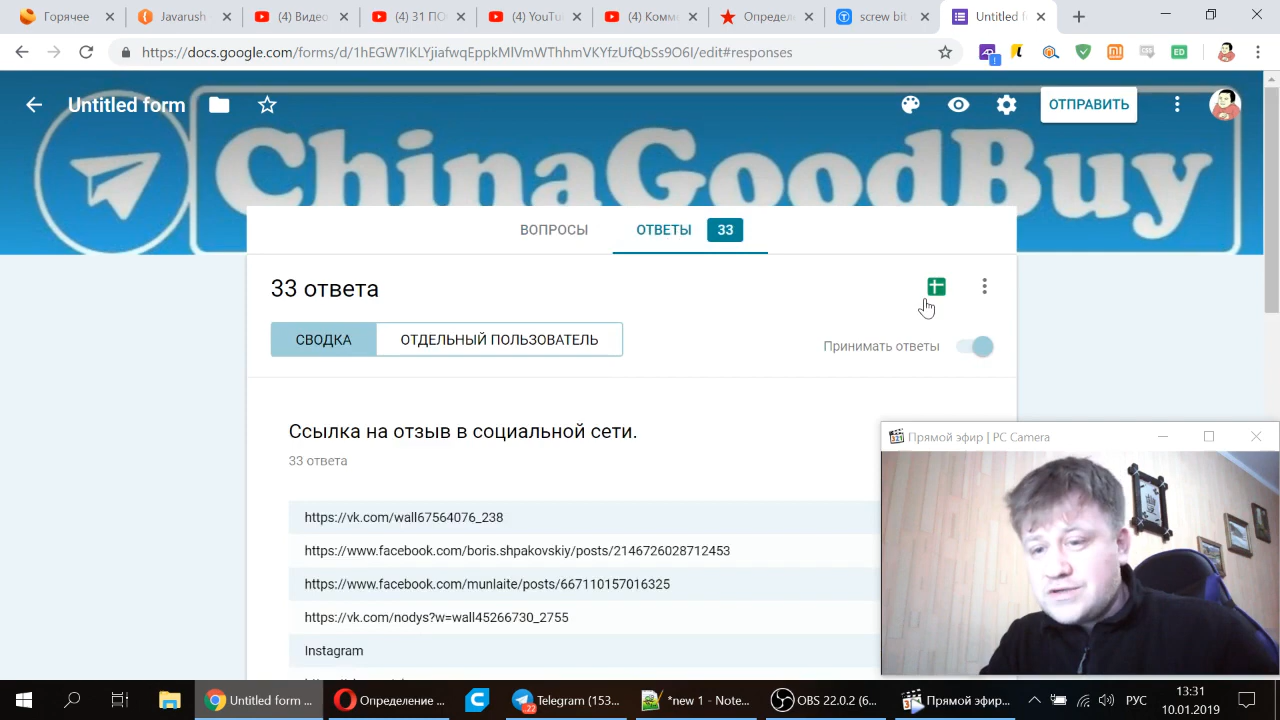 (4) Видео
(4) 31 ПО
(4) YouTu
(4) Комм
Определ
screw bit
Untitled f
Горячее
Javarush
https://docs.google.com/forms/d/1hEGW7IKLYjiafwqEppkMlVmWThhmVKYfzUfQbSs9O6I/edit#responses
Untitled form
ОТПРАВИТЬ
ChinaGoodBuy
ВОПРОСЫ
ОТВЕТЫ 33
33 ответа
СВОДКА
ОТДЕЛЬНЫЙ ПОЛЬЗОВАТЕЛЬ
Принимать ответы
Ссылка на отзыв в социальной сети.
33 ответа
https://vk.com/wall67564076_238
https://www.facebook.com/boris.shpakovskiy/posts/2146726028712453
https://www.facebook.com/munlaite/posts/667110157016325
https://vk.com/nodys?w=wall45266730_2755
Instagram
Прямой эфир | PC Camera
Untitled form ...
Определение ...
Telegram (153...
*new 1 - Note...
OBS 22.0.2 (6...
Прямой эфир...
РУС
13:31
10.01.2019